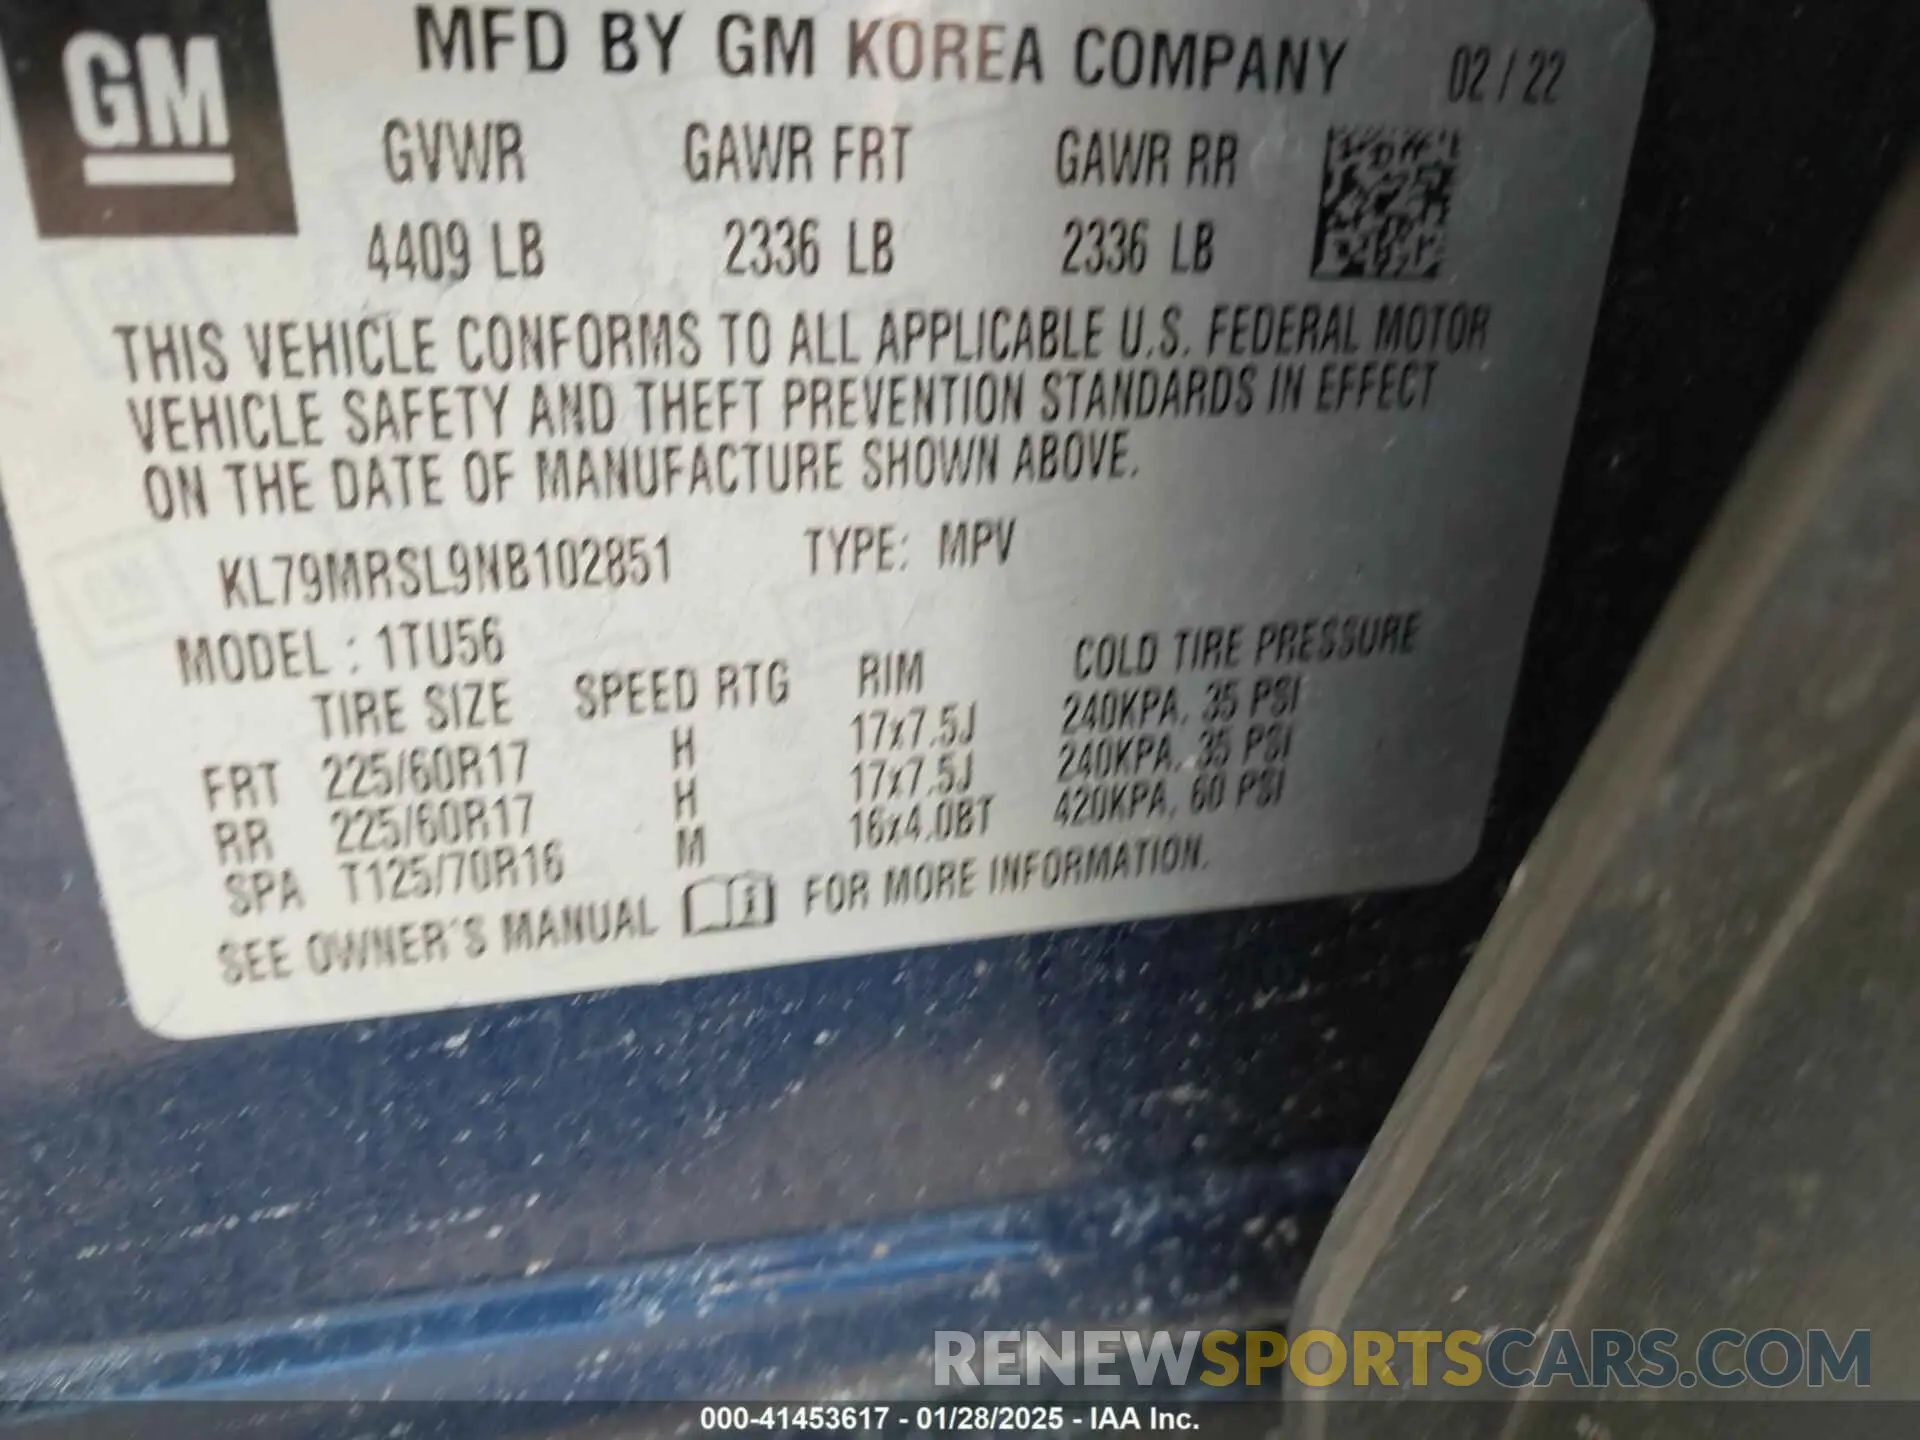 GM
MFD BY GM KOREA COMPANY 02 / 22
GVWR GAWR FRT GAWR RR
4409 LB 2336 LB 2336 LB
THIS VEHICLE CONFORMS TO ALL APPLICABLE U.S. FEDERAL MOTOR
VEHICLE SAFETY AND THEFT PREVENTION STANDARDS IN EFFECT
ON THE DATE OF MANUFACTURE SHOWN ABOVE.
KL79MRSL9NB102851 TYPE: MPV
MODEL : 1TU56
TIRE SIZE SPEED RTG RIM COLD TIRE PRESSURE
FRT 225/60R17 H 17x7.5J 240KPA, 35 PSI
RR 225/60R17 H 17x7.5J 240KPA, 35 PSI
SPA T125/70R16 M 16x4.0BT 420KPA, 60 PSI
SEE OWNER'S MANUAL i FOR MORE INFORMATION.
RENEWSPORTSCARS.COM
000-41453617 - 01/28/2025 - IAA Inc.